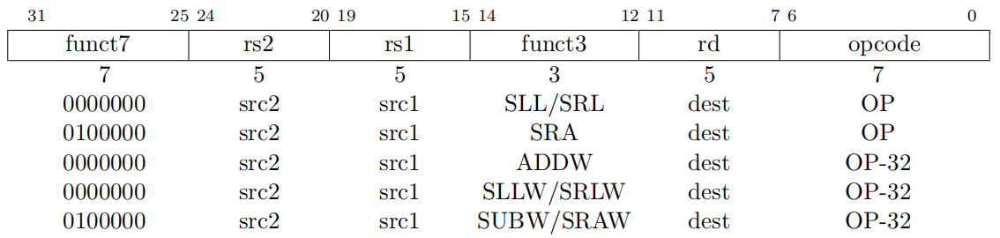 31 25 24 20 19 15 14 12 11 7 6 0
funct7 rs2 rs1 funct3 rd opcode
7 5 5 3 5 7
0000000 src2 src1 SLL/SRL dest OP
0100000 src2 src1 SRA dest OP
0000000 src2 src1 ADDW dest OP-32
0000000 src2 src1 SLLW/SRLW dest OP-32
0100000 src2 src1 SUBW/SRAW dest OP-32